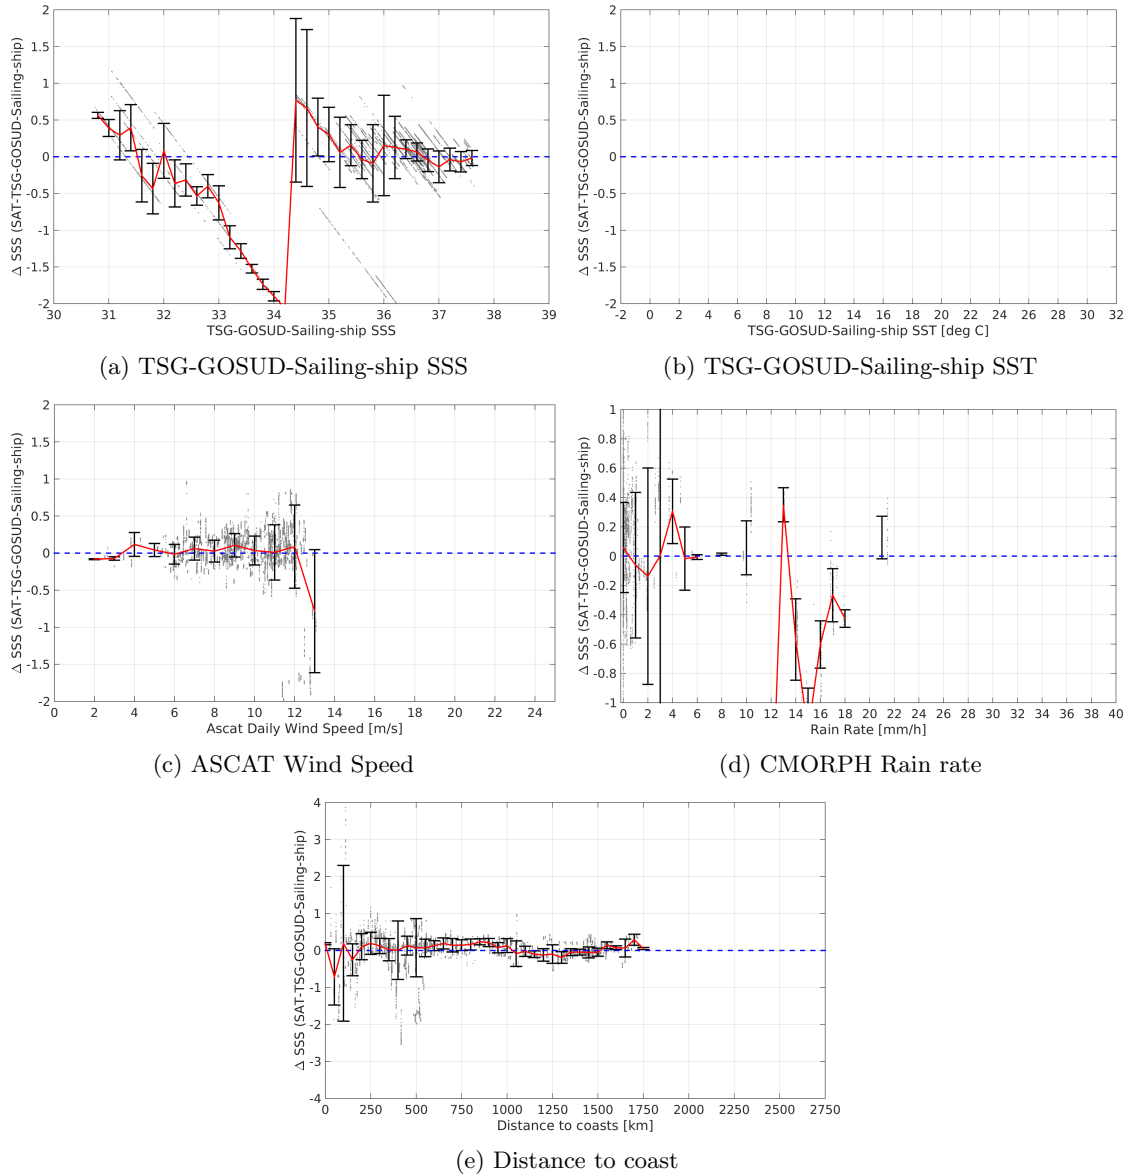 Δ SSS (SAT-TSG-GOSUD-Sailing-ship)
2
1.5
1
0.5
0
-0.5
-1
-1.5
-2
30 31 32 33 34 35 36 37 38 39
TSG-GOSUD-Sailing-ship SSS
(a) TSG-GOSUD-Sailing-ship SSS
Δ SSS (SAT-TSG-GOSUD-Sailing-ship)
2
1.5
1
0.5
0
-0.5
-1
-1.5
-2
-2 0 2 4 6 8 10 12 14 16 18 20 22 24 26 28 30 32
TSG-GOSUD-Sailing-ship SST [deg C]
(b) TSG-GOSUD-Sailing-ship SST
Δ SSS (SAT-TSG-GOSUD-Sailing-ship)
2
1.5
1
0.5
0
-0.5
-1
-1.5
-2
0 2 4 6 8 10 12 14 16 18 20 22 24
Ascat Daily Wind Speed [m/s]
(c) ASCAT Wind Speed
Δ SSS (SAT-TSG-GOSUD-Sailing-ship)
1
0.8
0.6
0.4
0.2
0
-0.2
-0.4
-0.6
-0.8
-1
0 2 4 6 8 10 12 14 16 18 20 22 24 26 28 30 32 34 36 38 40
Rain Rate [mm/h]
(d) CMORPH Rain rate
Δ SSS (SAT-TSG-GOSUD-Sailing-ship)
4
3
2
1
0
-1
-2
-3
-4
0 250 500 750 1000 1250 1500 1750 2000 2250 2500 2750
Distance to coasts [km]
(e) Distance to coast